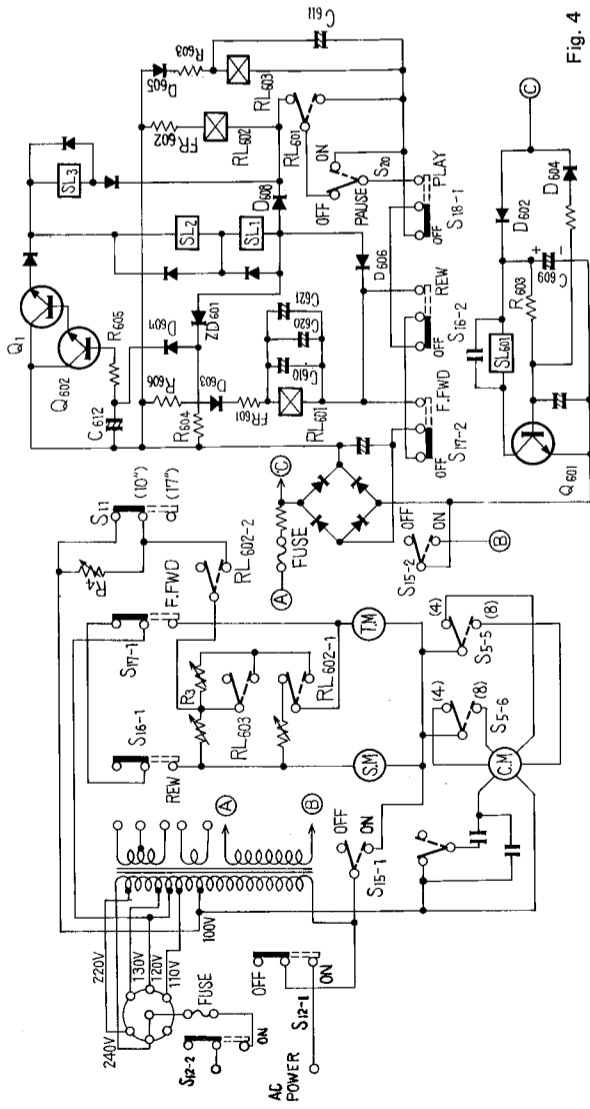 240V
220V
130V
120V
110V
100V
FUSE
S12-2
ON
AC
POWER
OFF
ON
S12-1
A
B
OFF
ON
S15-1
S16-1
REW
S17-1
F.FWD
R4
S11
(10")
(17")
R3
RL603
RL602-1
RL602-2
S.M
T.M
C.M
(4)
(8)
S5-6
(4)
(8)
S5-5
A
FUSE
C
OFF
ON
S15-2
B
Q1
Q602
R605
C612
R606
D603
FR601
R604
D601
ZD601
RL601
C610
C620
C621
SL3
SL2
SL1
D608
D606
FR602
RL602
D605
R603
RL603
RL601
C611
OFF
ON
PAUSE
S20
OFF
F.FWD
S17-2
OFF
REW
S16-2
OFF
PLAY
S18-1
Q601
SL601
R603
C609
+
-
D602
D604
C
Fig. 4